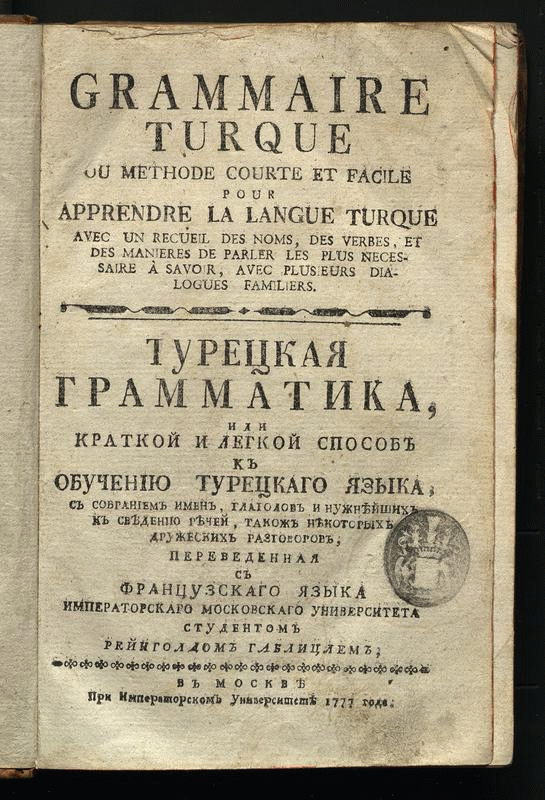 GRAMMAIRE
TURQUE
OU METHODE COURTE ET FACILE
POUR
APPRENDRE LA LANGUE TURQUE
AVEC UN RECUEIL DES NOMS, DES VERBES, ET
DES MANIERES DE PARLER LES PLUS NECES-
SAIRE À SAVOIR, AVEC PLUSIEURS DIA-
LOGUES FAMILIERS.
ТУРЕЦКАЯ
ГРАММАТИКА,
ИЛИ
КРАТКОЙ И ЛЕГКОЙ СПОСОБЪ
КЪ
ОБУЧЕНІЮ ТУРЕЦКАГО ЯЗЫКА,
СЪ СОБРАНІЕМЪ ИМЕНЪ, ГЛАГОЛОВЪ И НУЖНѢЙШИХЪ
КЪ СВѢДЕНІЮ РѢЧЕЙ, ТАКОЖЪ НѢКОТОРЫХЪ
ДРУЖЕСКИХЪ РАЗГОВОРОВЪ,
ПЕРЕВЕДЕННАЯ
СЪ
ФРАНЦУЗСКАГО ЯЗЫКА
ИМПЕРАТОРСКАГО МОСКОВСКАГО УНИВЕРСИТЕТА
СТУДЕНТОМЪ
РЕЙНГОЛДОМЪ ГАБЛИЦЛЕМЪ,
ВЪ МОСКВѢ
При Императорскомъ Университетѣ 1777 года.